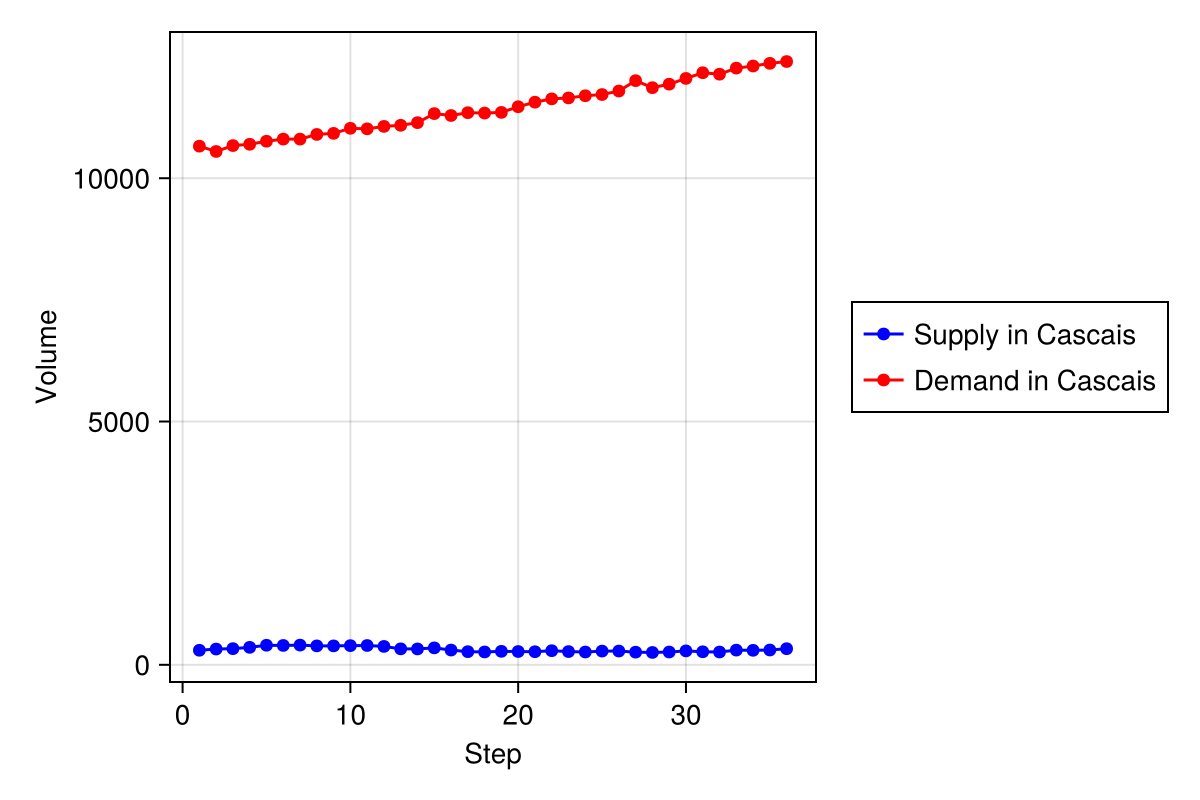 10000
5000
0
Volume
0 10 20 30
Step
Supply in Cascais
Demand in Cascais